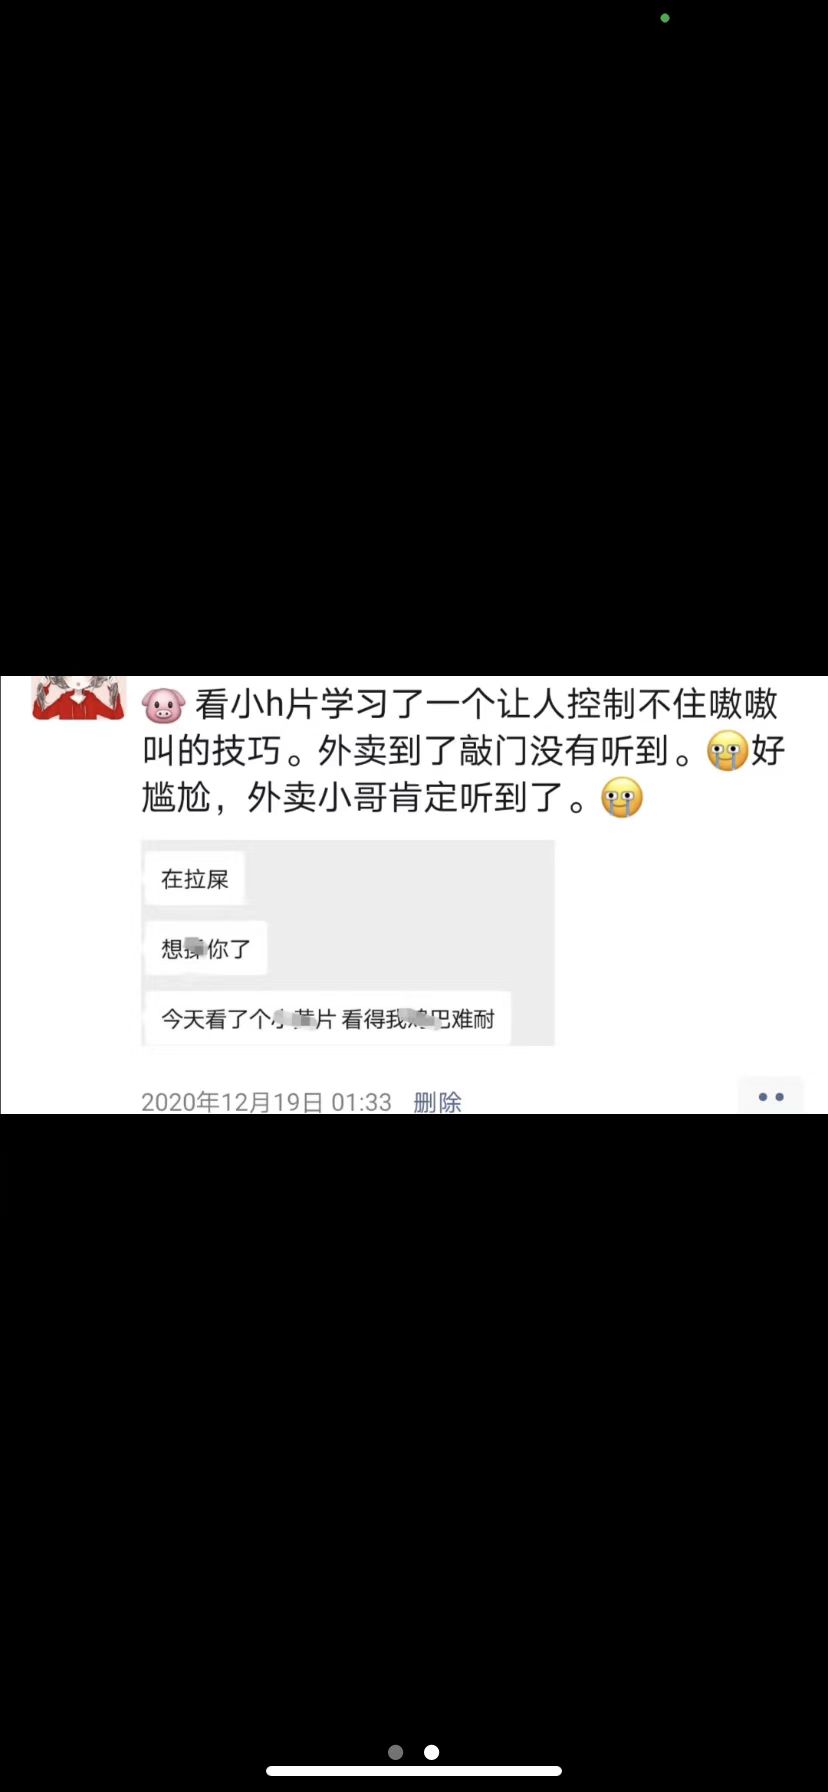 🐷 看小h片学习了一个让人控制不住嗷嗷
叫的技巧。外卖到了敲门没有听到。🥹好
尴尬，外卖小哥肯定听到了。🥹
在拉屎
想你了
今天看了个小黄片 看得我鸡巴难耐
2020年12月19日 01:33 删除